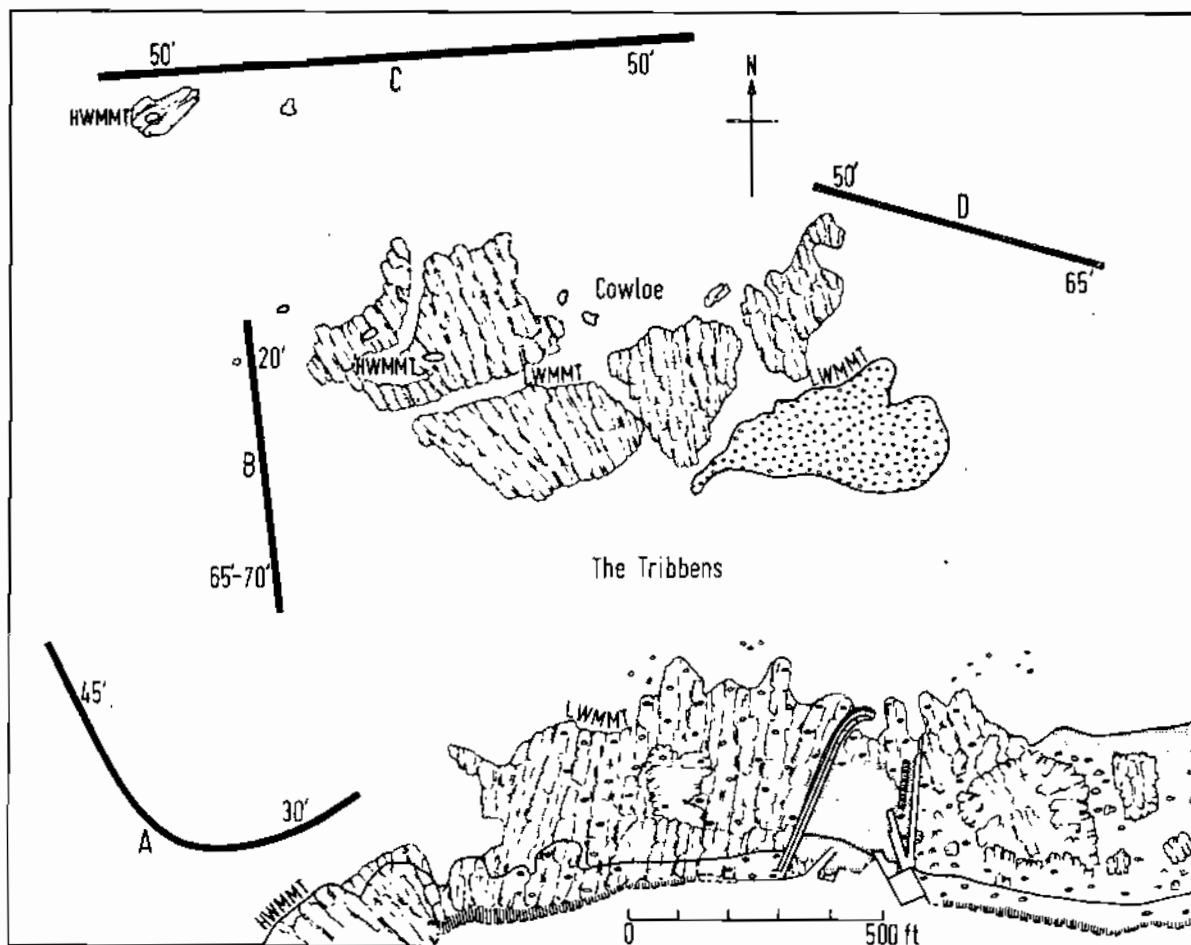 50'
50'
C
N
HWMMT
50'
D
65'
Cowloe
20'
HWMMT
LWMMT
LWMMT
B
65'-70'
The Tribbens
45'
LWMMT
30'
A
HWMMT
0
500 ft